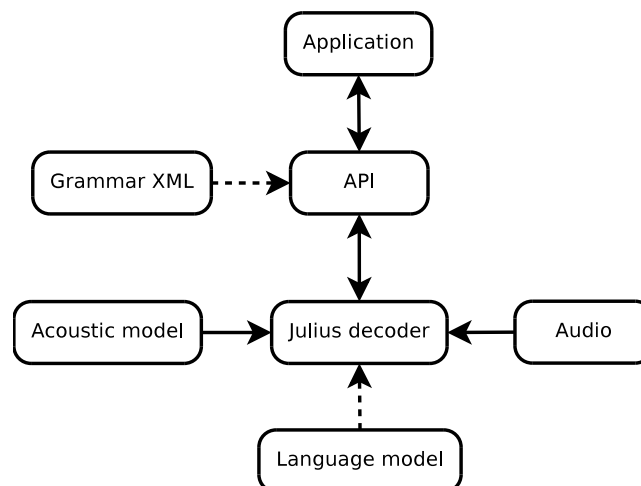 Application
Grammar XML
API
Acoustic model
Julius decoder
Audio
Language model